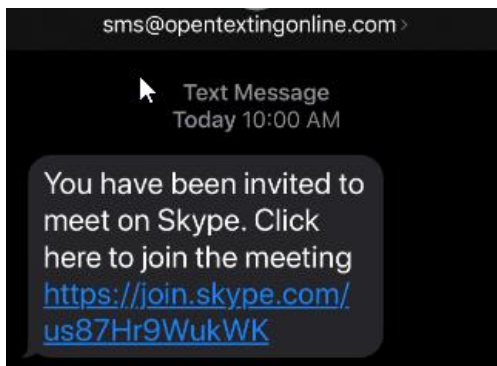 sms@opentextingonline.com >
Text Message
Today 10:00 AM
You have been invited to
meet on Skype. Click
here to join the meeting
https://join.skype.com/
us87Hr9WukWK